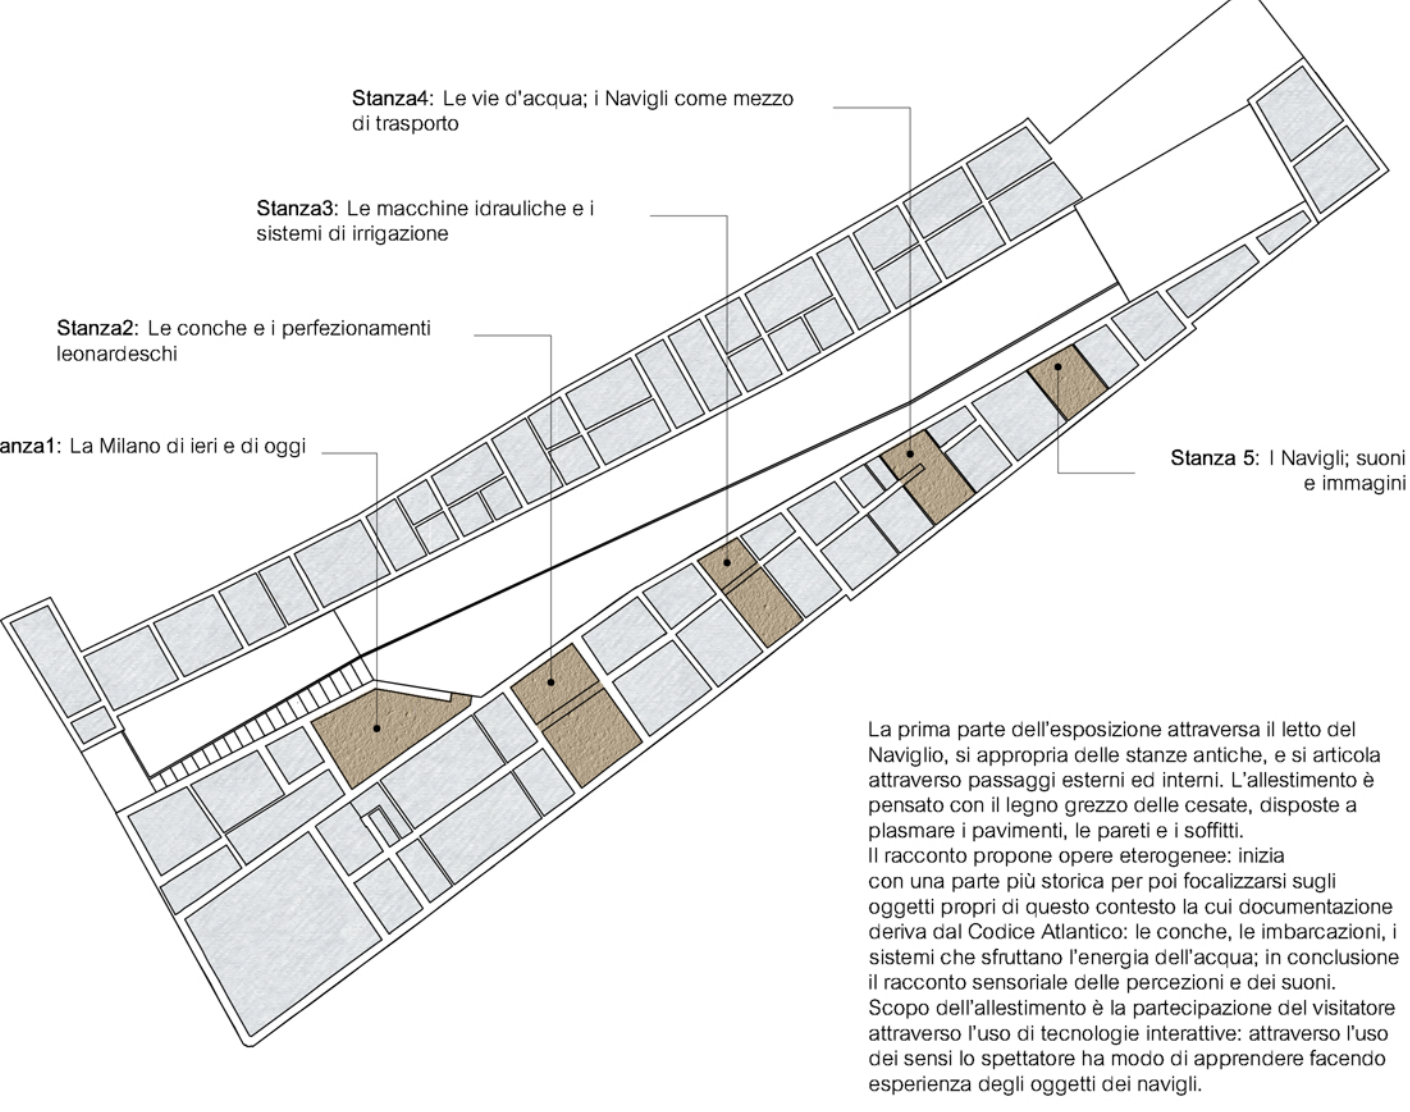 Stanza4: Le vie d'acqua; i Navigli come mezzo
di trasporto
Stanza3: Le macchine idrauliche e i
sistemi di irrigazione
Stanza2: Le conche e i perfezionamenti
leonardeschi
anza1: La Milano di ieri e di oggi
Stanza 5: I Navigli; suoni
e immagini
La prima parte dell'esposizione attraversa il letto del
Naviglio, si appropria delle stanze antiche, e si articola
attraverso passaggi esterni ed interni. L'allestimento è
pensato con il legno grezzo delle cesate, disposte a
plasmare i pavimenti, le pareti e i soffitti.
Il racconto propone opere eterogenee: inizia
con una parte più storica per poi focalizzarsi sugli
oggetti propri di questo contesto la cui documentazione
deriva dal Codice Atlantico: le conche, le imbarcazioni, i
sistemi che sfruttano l'energia dell'acqua; in conclusione
il racconto sensoriale delle percezioni e dei suoni.
Scopo dell'allestimento è la partecipazione del visitatore
attraverso l'uso di tecnologie interattive: attraverso l'uso
dei sensi lo spettatore ha modo di apprendere facendo
esperienza degli oggetti dei navigli.